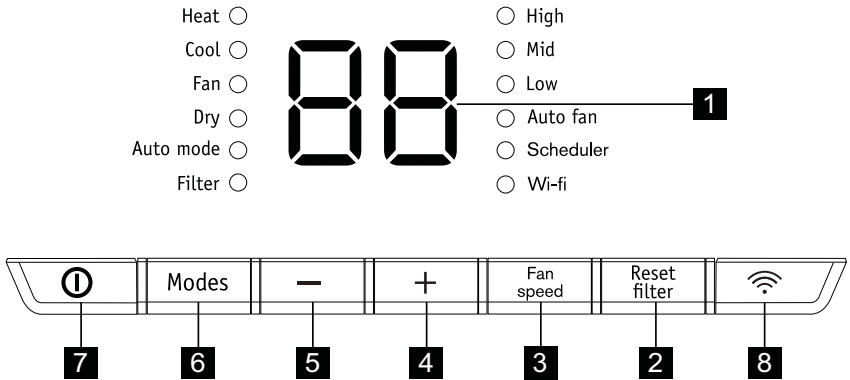 Heat
Cool
Fan
Dry
Auto mode
Filter
88
High
Mid
Low
Auto fan
Scheduler
Wi-fi
1
Modes
−
+
Fan
speed
Reset
filter
7
6
5
4
3
2
8